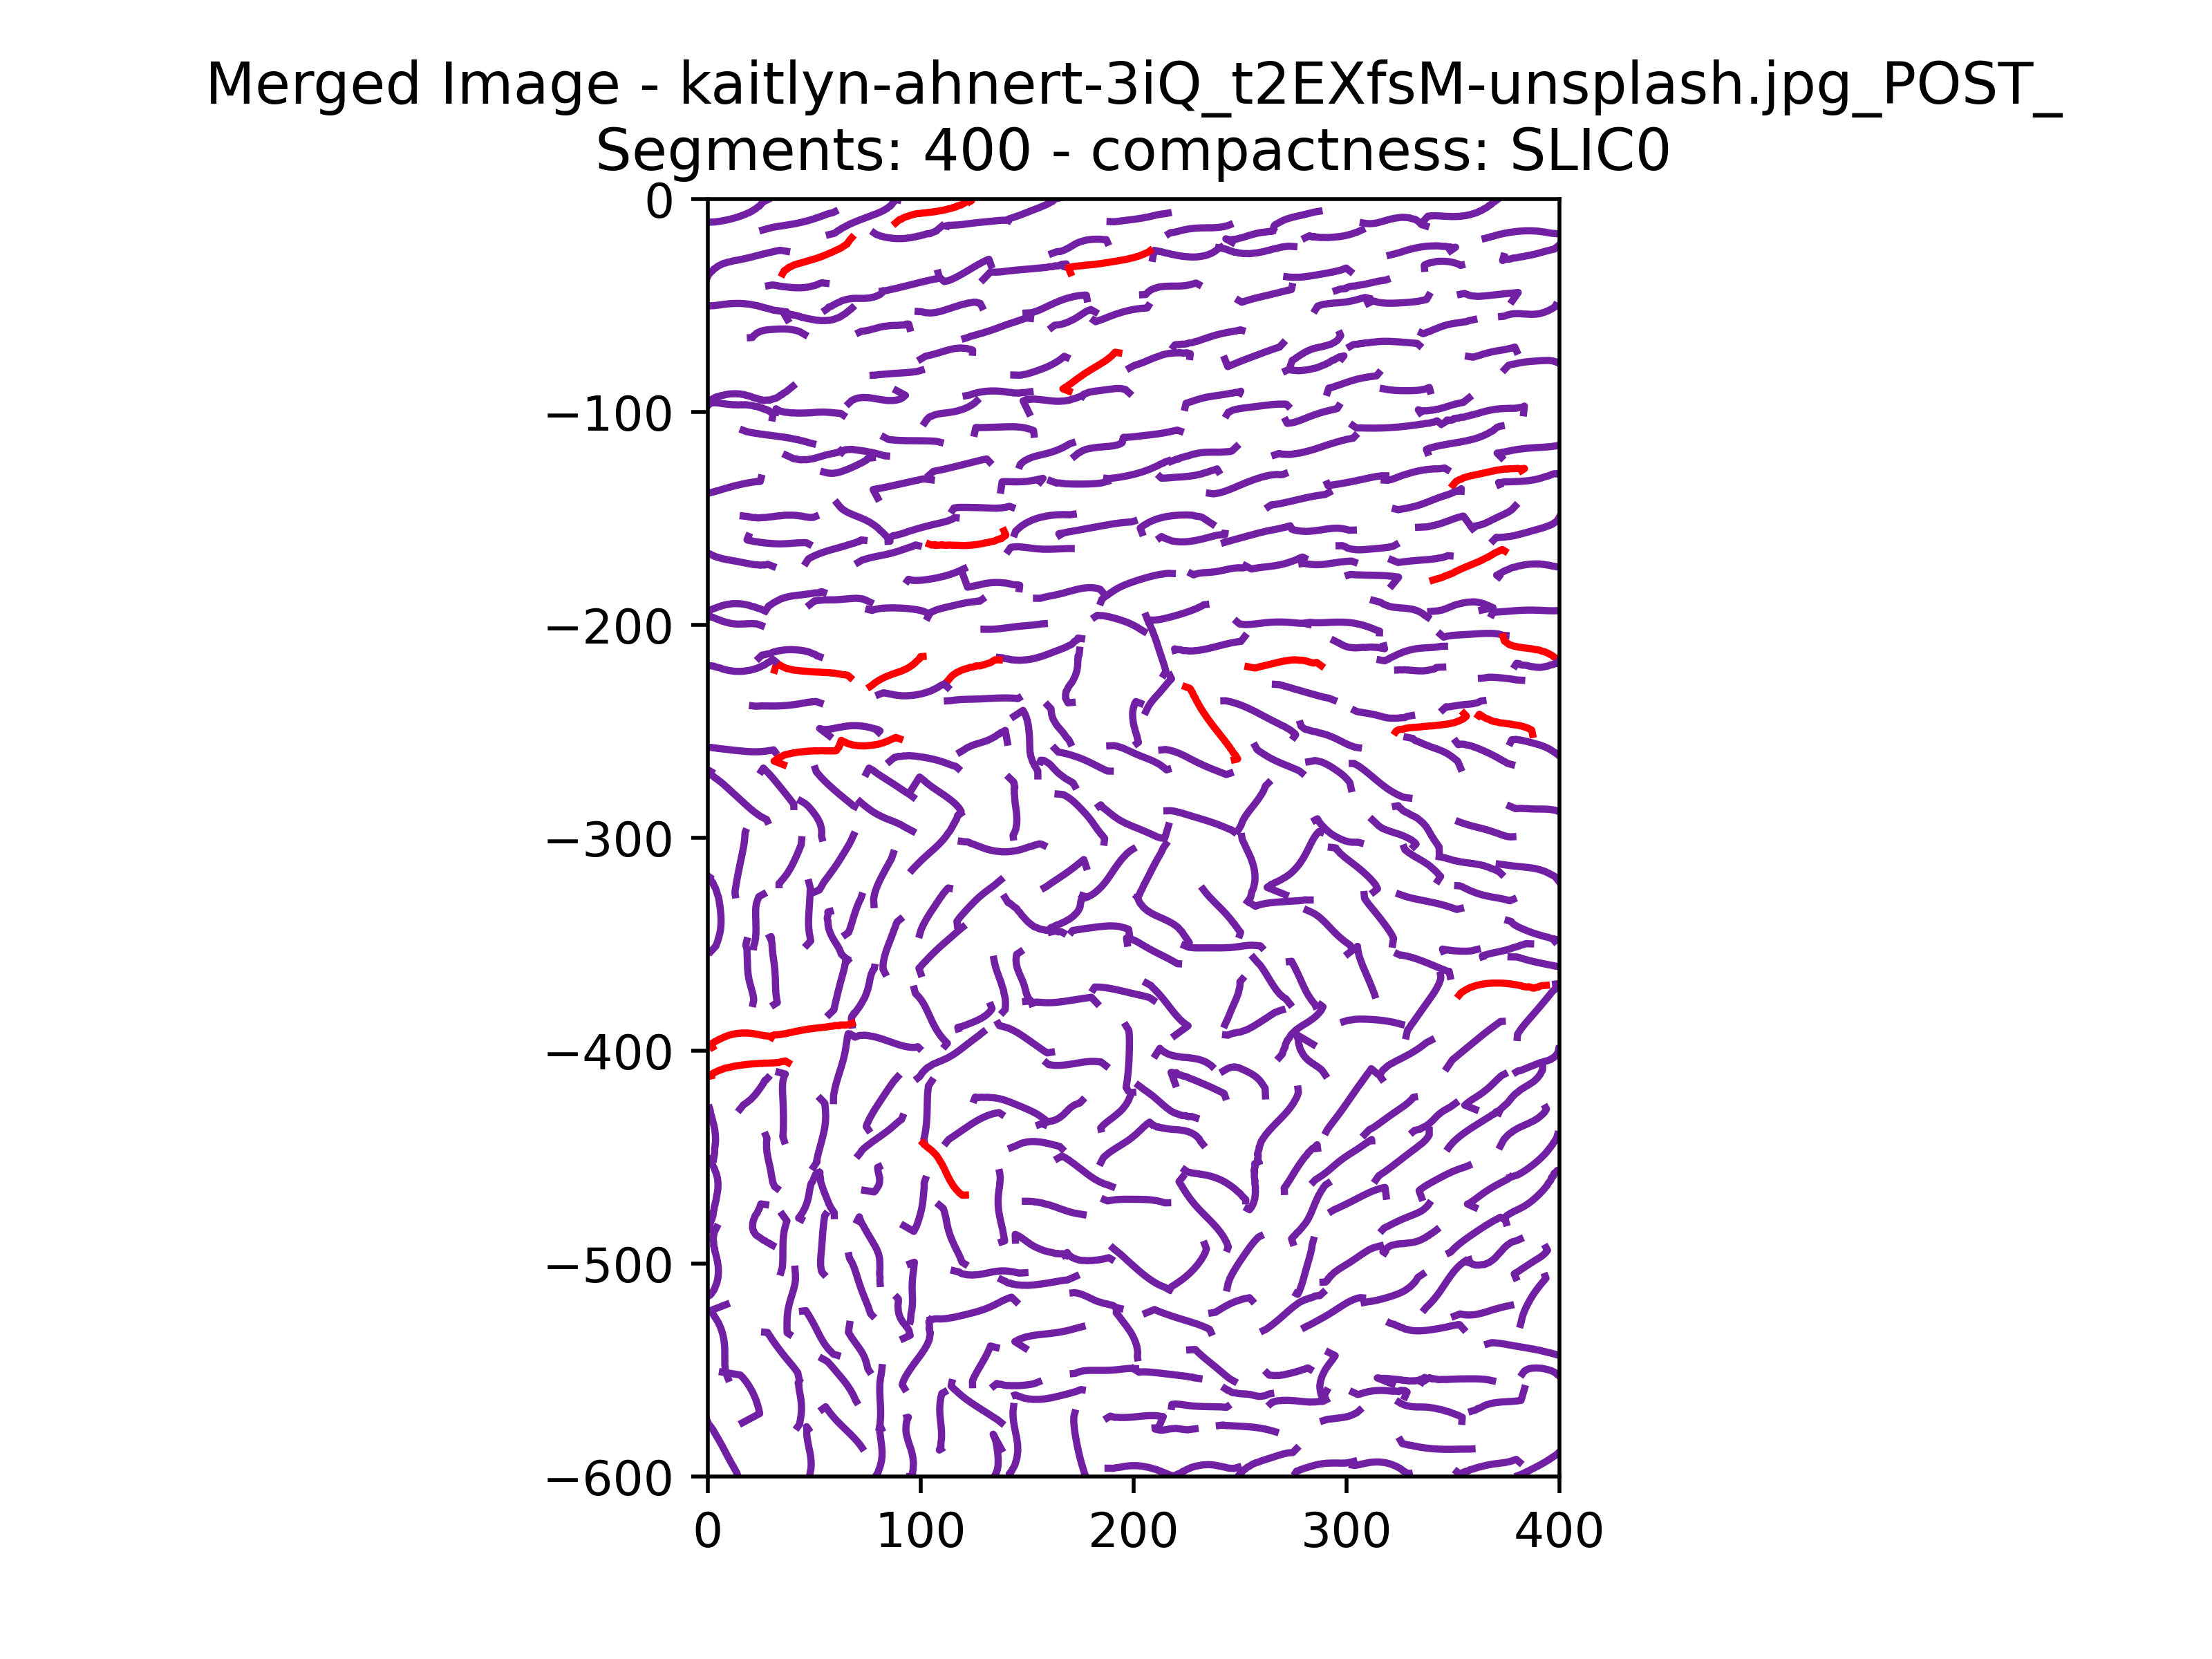 Merged Image - kaitlyn-ahnert-3iQ_t2EXfsM-unsplash.jpg_POST_
Segments: 400 - compactness: SLIC0
0
−100
−200
−300
−400
−500
−600
0 100 200 300 400